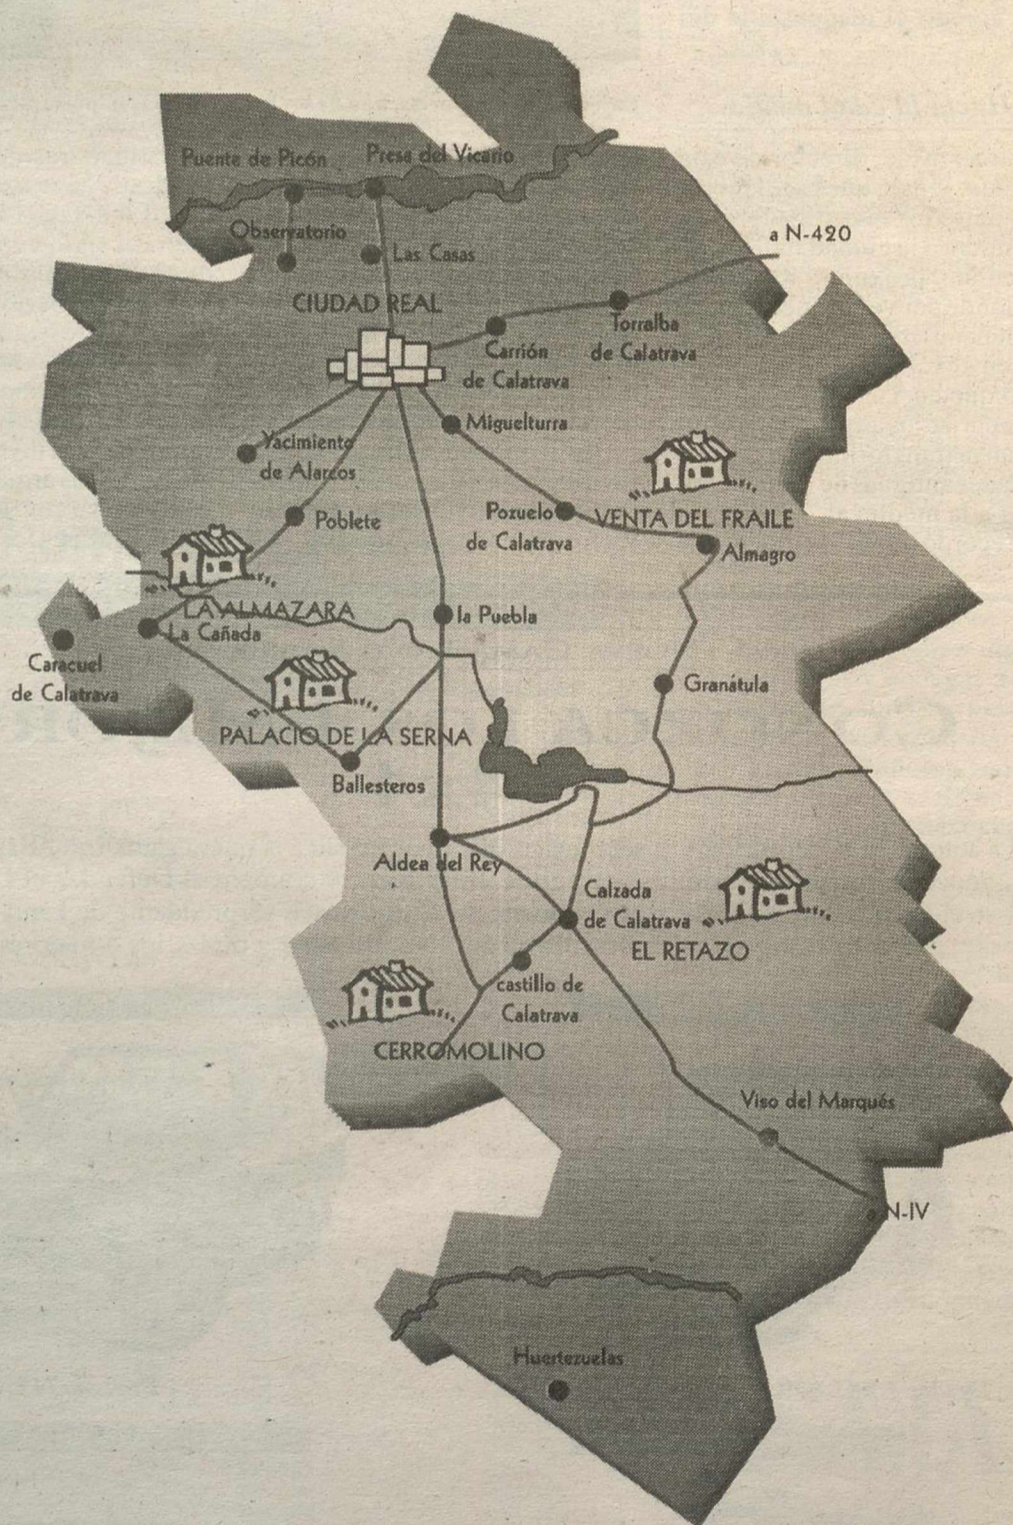 Puente de Picón
Presa del Vicario
Observatorio
Las Casas
a N-420
CIUDAD REAL
Torralba
de Calatrava
Carrión
de Calatrava
Miguelturra
Yacimiento
de Alarcos
Poblete
Pozuelo
de Calatrava
VENTA DEL FRAILE
Almagro
LA ALMAZARA
la Puebla
La Cañada
Caracuel
de Calatrava
Granátula
PALACIO DE LA SERNA
Ballesteros
Aldea del Rey
Calzada
de Calatrava
EL RETAZO
castillo de
Calatrava
CERROMOLINO
Viso del Marqués
a N-IV
Huertezuelas